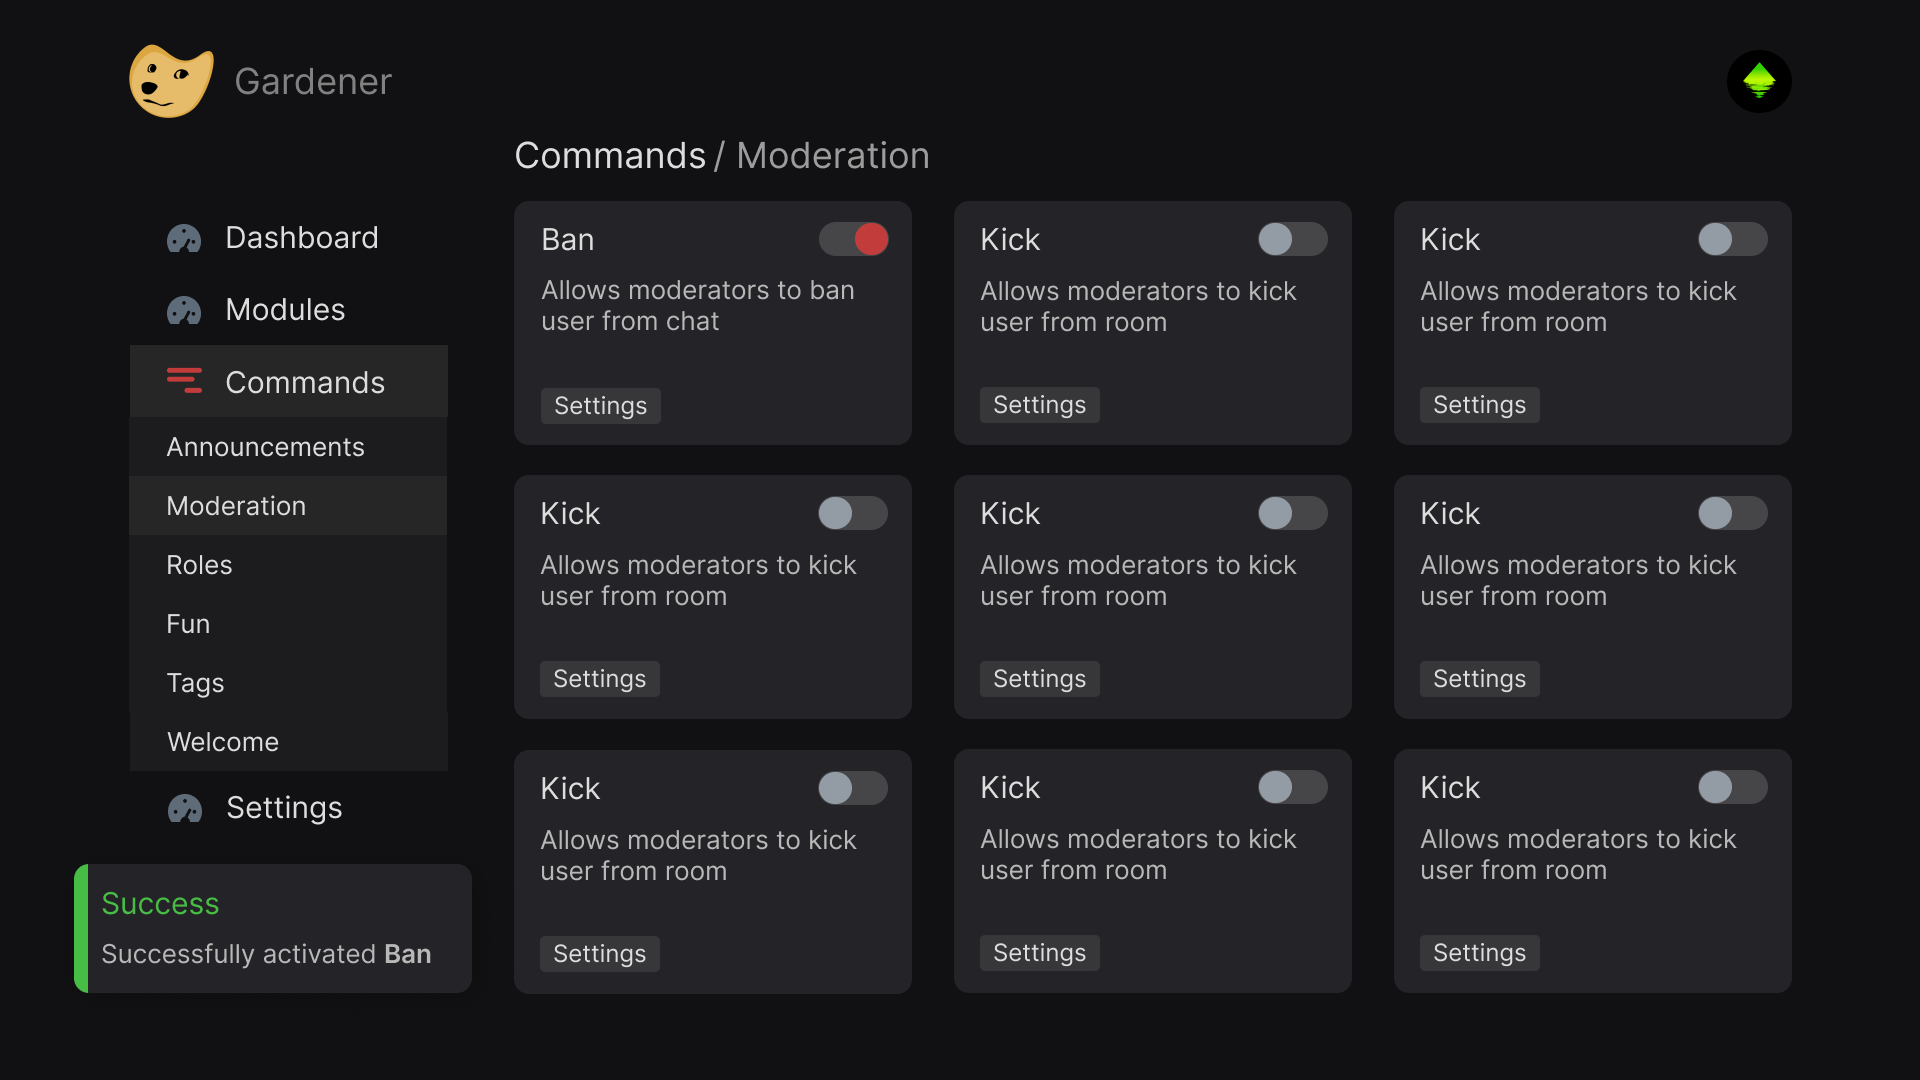 Gardener
Commands / Moderation
Dashboard
Modules
Commands
Announcements
Moderation
Roles
Fun
Tags
Welcome
Settings
Success
Successfully activated Ban
Ban
Allows moderators to ban
user from chat
Settings
Kick
Allows moderators to kick
user from room
Settings
Kick
Allows moderators to kick
user from room
Settings
Kick
Allows moderators to kick
user from room
Settings
Kick
Allows moderators to kick
user from room
Settings
Kick
Allows moderators to kick
user from room
Settings
Kick
Allows moderators to kick
user from room
Settings
Kick
Allows moderators to kick
user from room
Settings
Kick
Allows moderators to kick
user from room
Settings